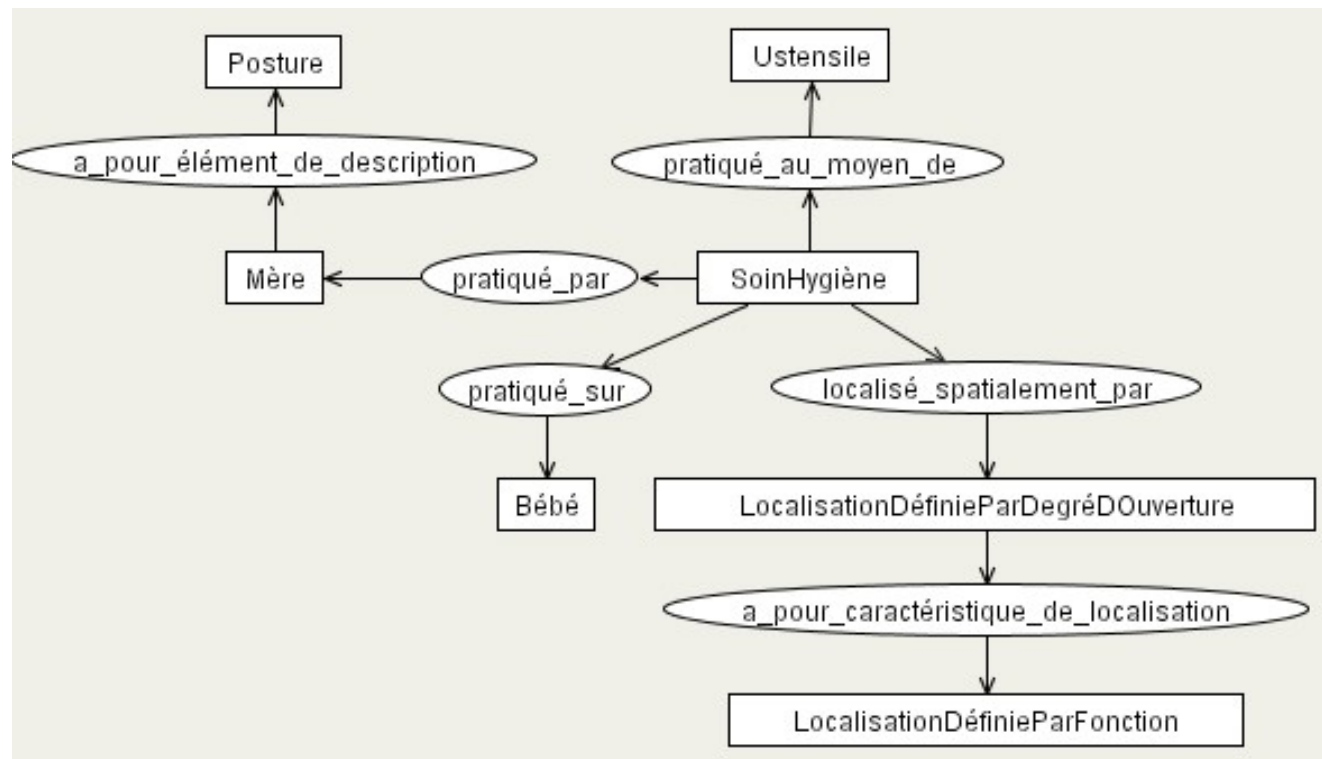 Posture
Ustensile
a_pour_élément_de_description
pratiqué_au_moyen_de
Mère
pratiqué_par
SoinHygiène
pratiqué_sur
localisé_spatialement_par
Bébé
LocalisationDéfinieParDegréDOuverture
a_pour_caractéristique_de_localisation
LocalisationDéfinieParFonction